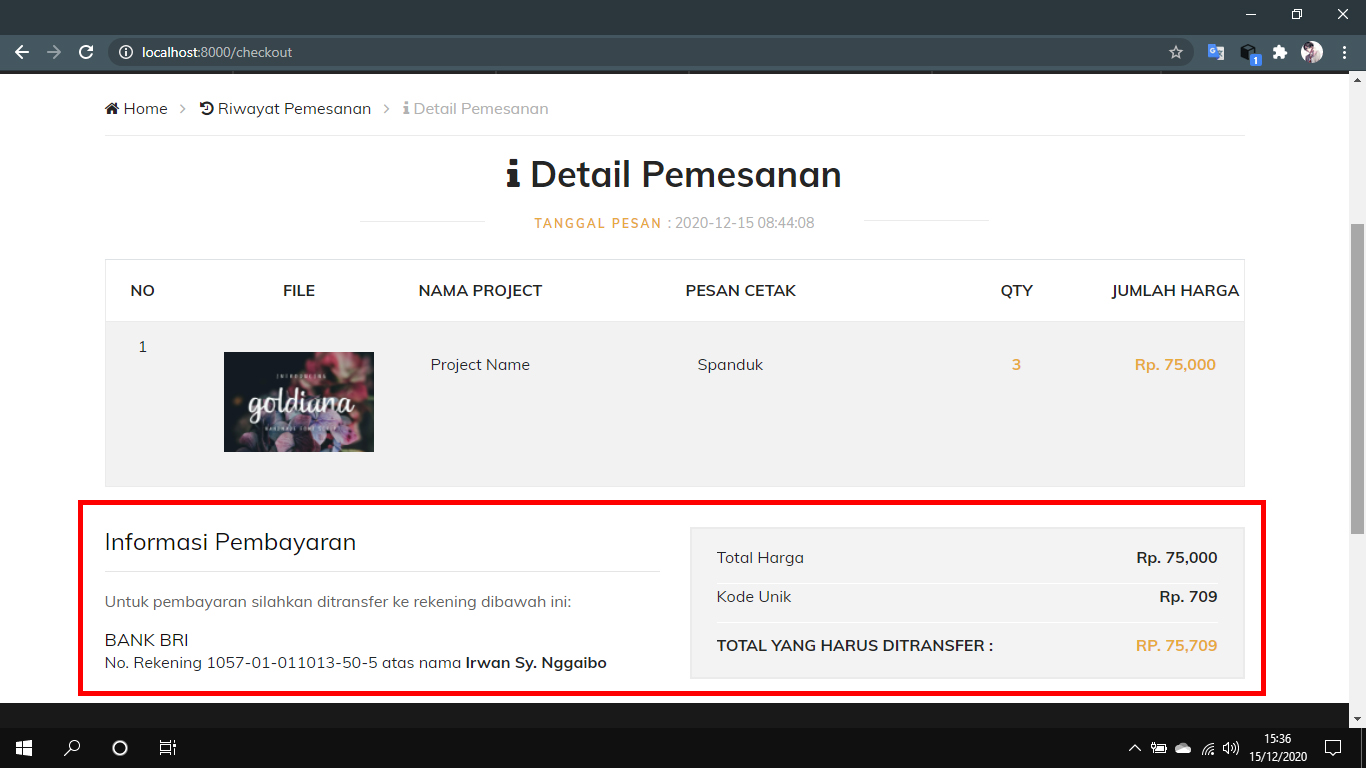 localhost:8000/checkout
1
Home > Riwayat Pemesanan > Detail Pemesanan
Detail Pemesanan
TANGGAL PESAN : 2020-12-15 08:44:08
NO FILE NAMA PROJECT PESAN CETAK QTY JUMLAH HARGA
1 Project Name Spanduk 3 Rp. 75,000
INTRODUCING
goldiana
Informasi Pembayaran
Untuk pembayaran silahkan ditransfer ke rekening dibawah ini:
BANK BRI
No. Rekening 1057-01-011013-50-5 atas nama Irwan Sy. Nggaibo
Total Harga Rp. 75,000
Kode Unik Rp. 709
TOTAL YANG HARUS DITRANSFER : RP. 75,709
15:36
15/12/2020